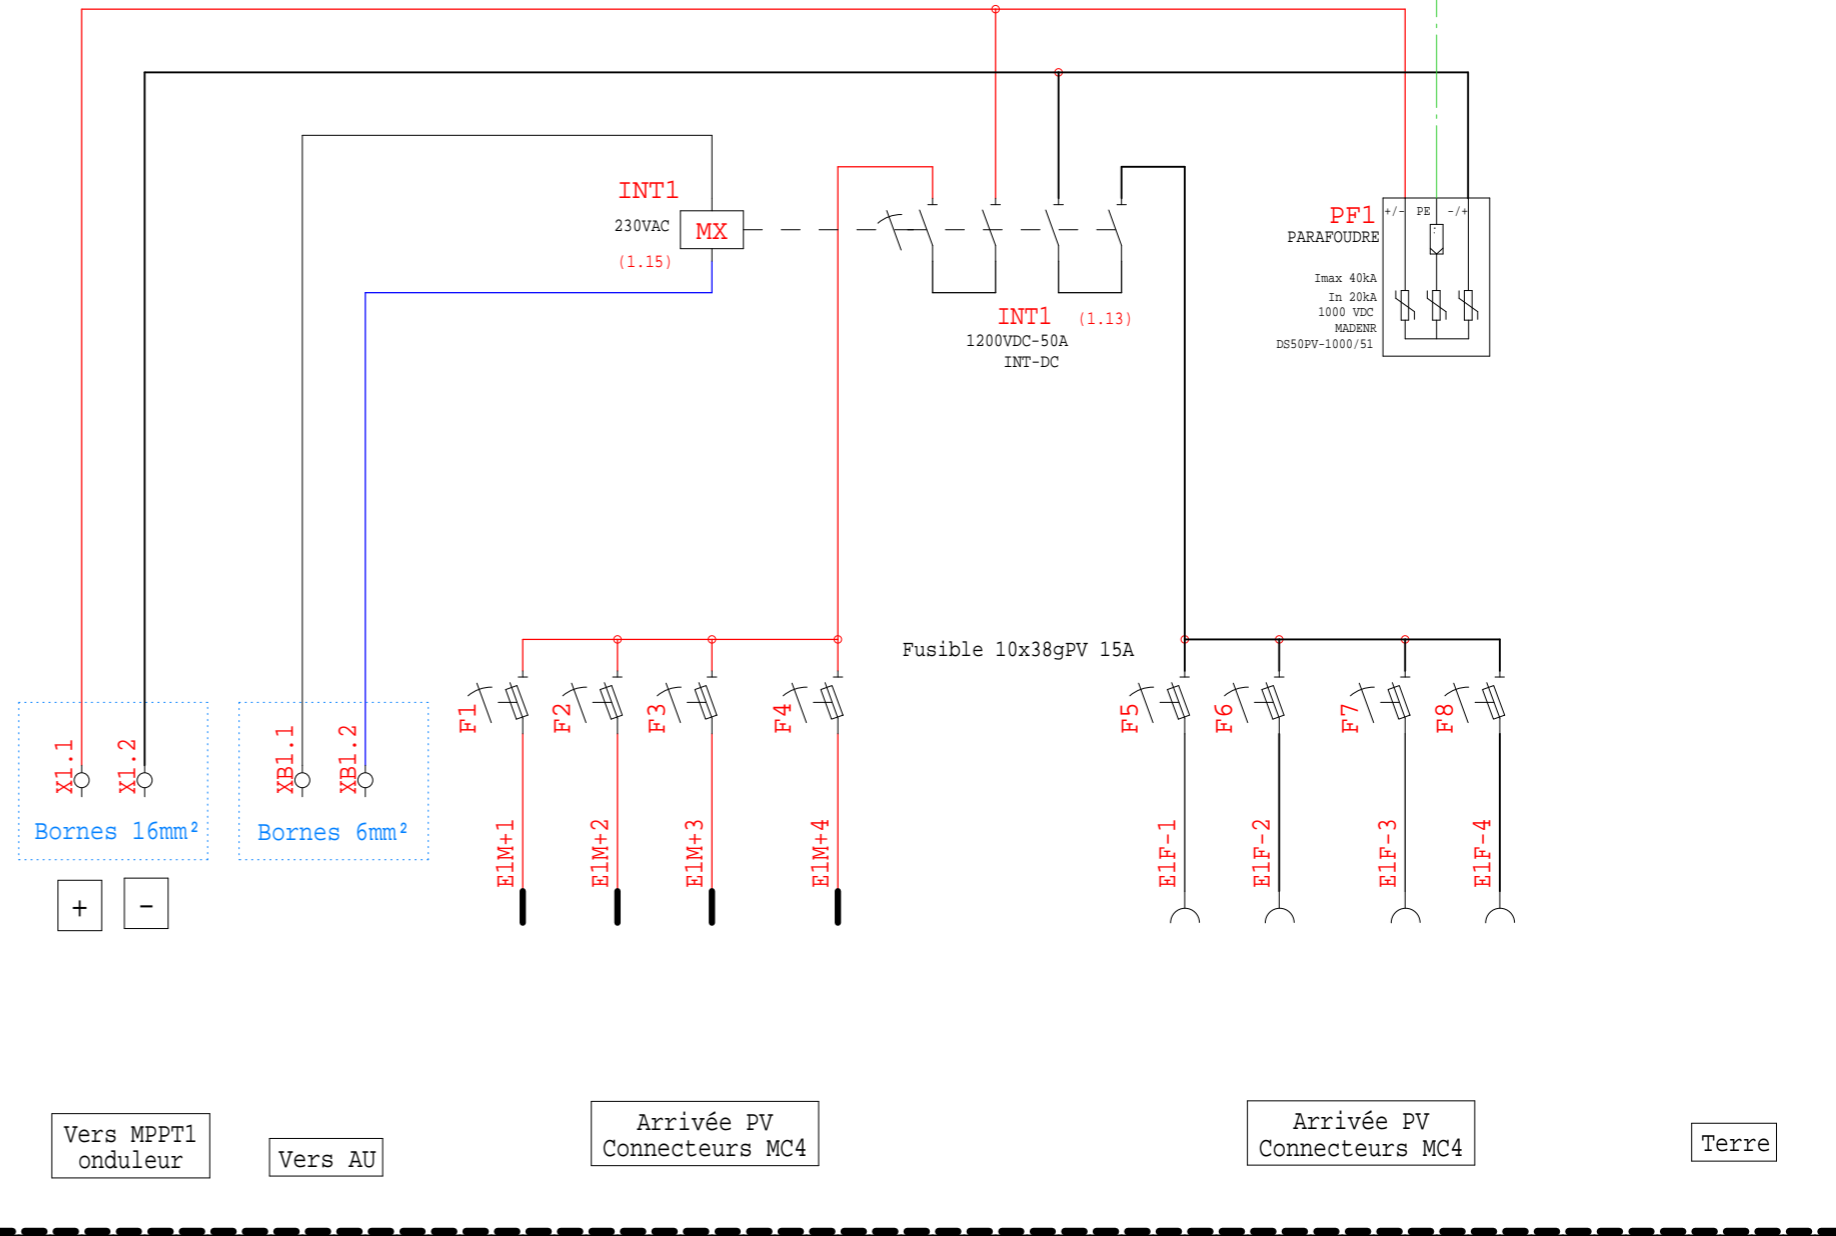 INT1
230VAC
MX
(1.15)
PF1
PARAFOUDRE
+/-
PE
-/+
Imax 40kA
In 20kA
1000 VDC
MADENR
DS50PV-1000/51
INT1 (1.13)
1200VDC-50A
INT-DC
Fusible 10x38gPV 15A
F1
F2
F3
F4
F5
F6
F7
F8
X1.1
X1.2
XB1.1
XB1.2
Bornes 16mm²
Bornes 6mm²
E1M+1
E1M+2
E1M+3
E1M+4
E1F-1
E1F-2
E1F-3
E1F-4
+
-
Vers MPPT1
onduleur
Vers AU
Arrivée PV
Connecteurs MC4
Arrivée PV
Connecteurs MC4
Terre